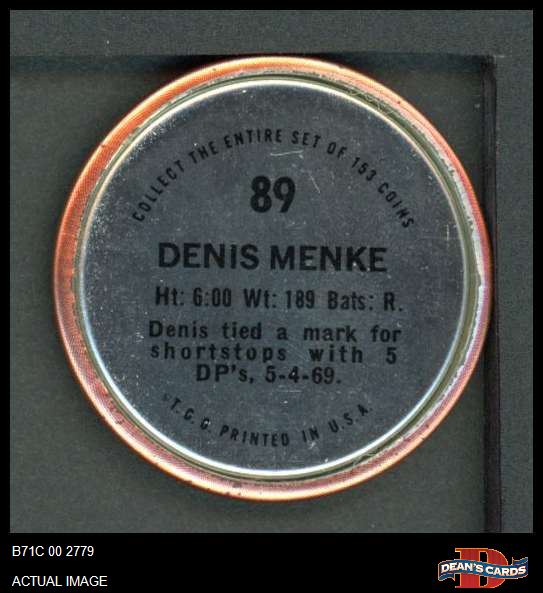 COLLECT THE ENTIRE SET OF 153 COINS
89
DENIS MENKE
Ht: 6:00 Wt: 189 Bats: R.
Denis tied a mark for
shortstops with 5
DP's, 5-4-69.
©T.C.G. PRINTED IN U.S.A.
B71C 00 2779
ACTUAL IMAGE
D
DEAN'S CARDS